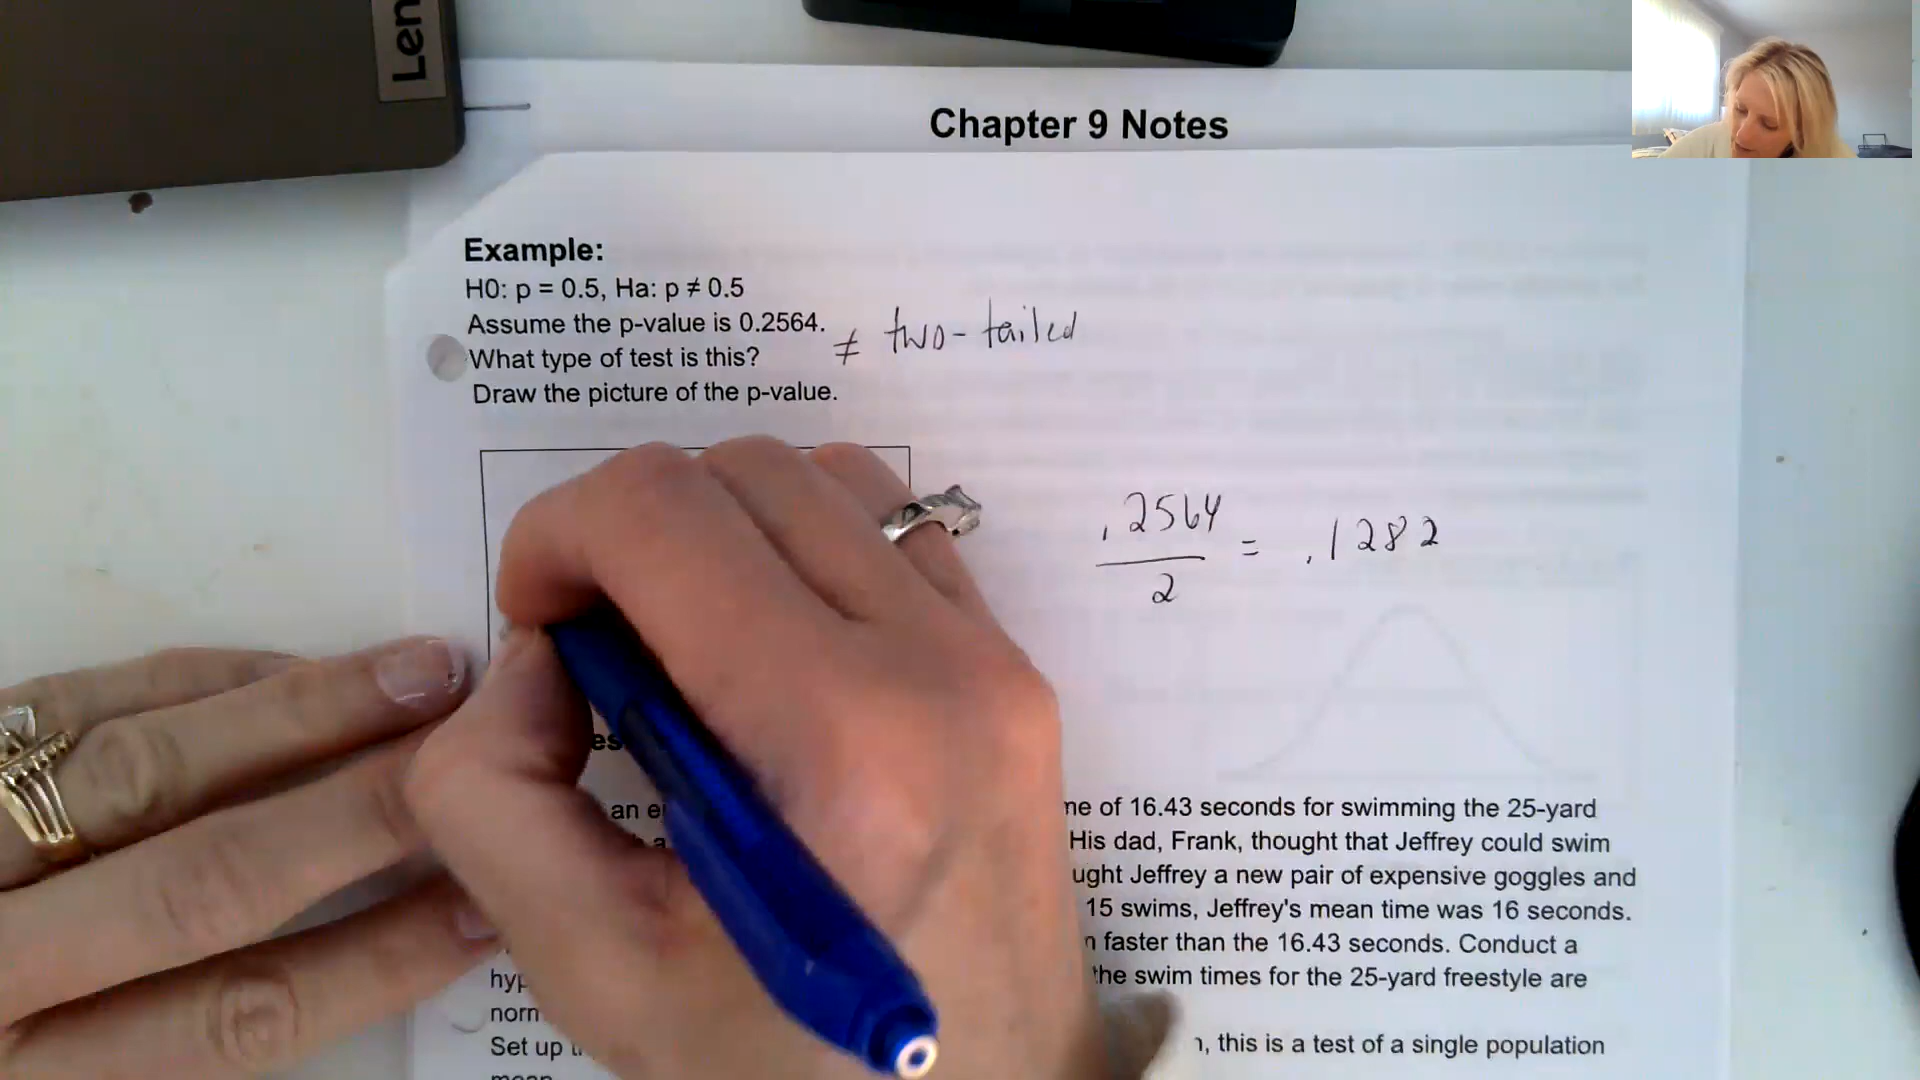 Len
Chapter 9 Notes
Example:
H0: p = 0.5, Ha: p ≠ 0.5
Assume the p-value is 0.2564.
What type of test is this? ≠ two-tailed
Draw the picture of the p-value.
.2564
2
= .1282
an
of 16.43 seconds for swimming the 25-yard
His dad, Frank, thought that Jeffrey could swim
Jeffrey a new pair of expensive goggles and
15 swims, Jeffrey's mean time was 16 seconds.
faster than the 16.43 seconds. Conduct a
the swim times for the 25-yard freestyle are
Set up
, this is a test of a single population
mean